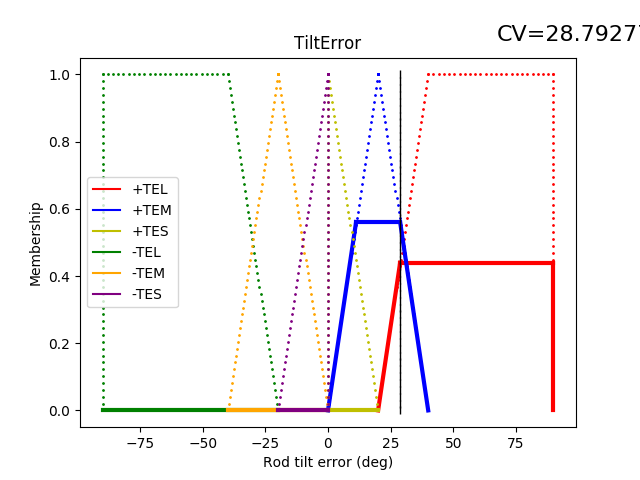 CV=28.79277
TiltError
1.0
0.8
0.6
0.4
0.2
0.0
Membership
+TEL
+TEM
+TES
-TEL
-TEM
-TES
−75 −50 −25 0 25 50 75
Rod tilt error (deg)